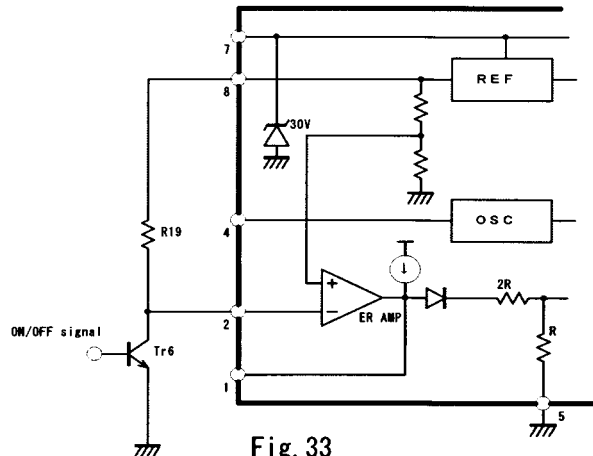 7
8
REF
30V
R19
4
OSC
+
2R
2
−
ER AMP
R
ON/OFF signal
Tr6
1
5
Fig. 33